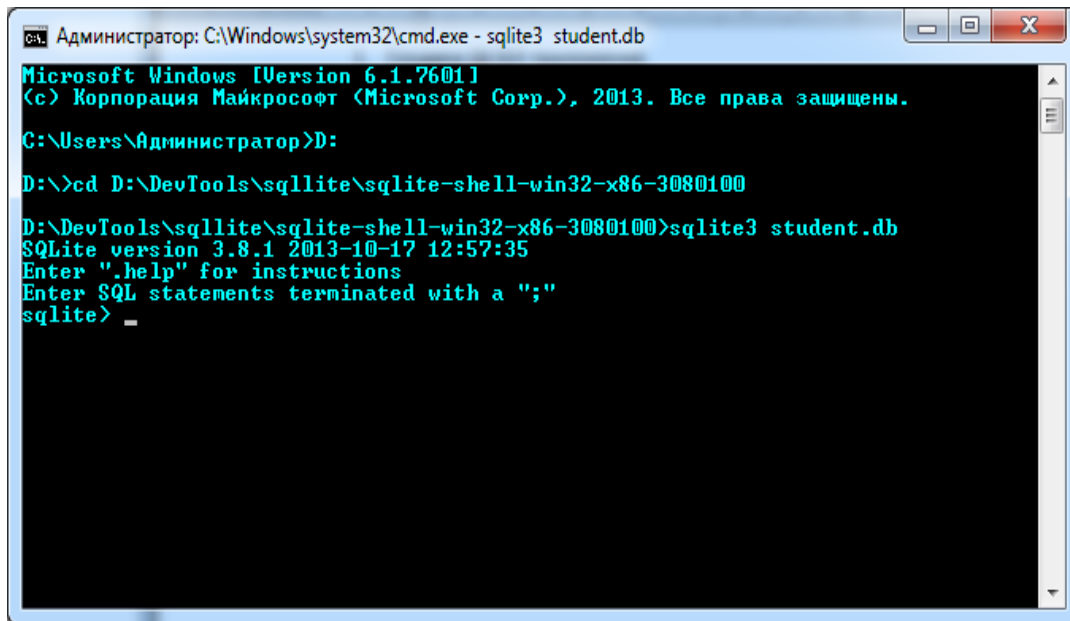 Администратор: C:\Windows\system32\cmd.exe - sqlite3 student.db
Microsoft Windows [Version 6.1.7601]
(c) Корпорация Майкрософт (Microsoft Corp.), 2013. Все права защищены.
C:\Users\Администратор>D:
D:\>cd D:\DevTools\sqllite\sqlite-shell-win32-x86-3080100
D:\DevTools\sqllite\sqlite-shell-win32-x86-3080100>sqlite3 student.db
SQLite version 3.8.1 2013-10-17 12:57:35
Enter ".help" for instructions
Enter SQL statements terminated with a ";"
sqlite> _